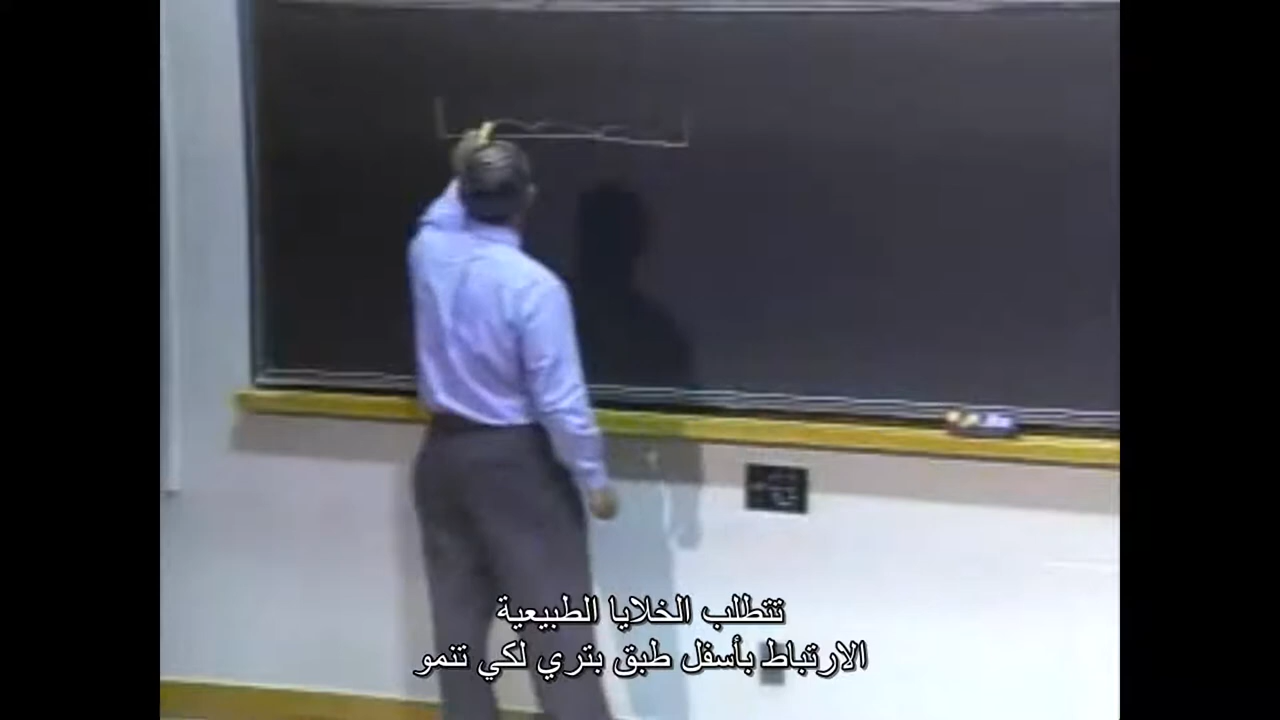 تتطلب الخلايا الطبيعية
الارتباط بأسفل طبق بتري لكي تنمو